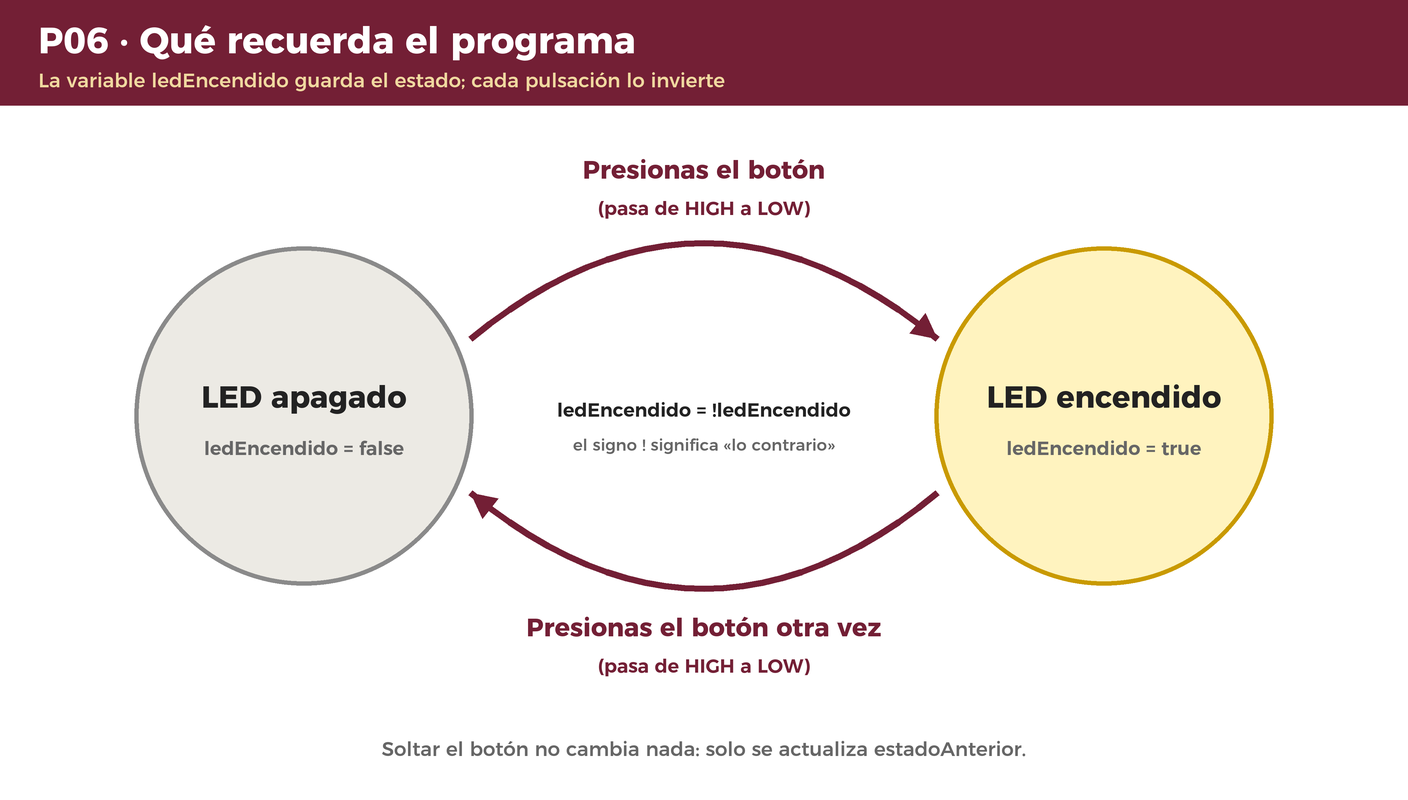 P06 · Qué recuerda el programa
La variable ledEncendido guarda el estado; cada pulsación lo invierte
Presionas el botón
(pasa de HIGH a LOW)
LED apagado
ledEncendido = false
ledEncendido = !ledEncendido
el signo ! significa «lo contrario»
LED encendido
ledEncendido = true
Presionas el botón otra vez
(pasa de HIGH a LOW)
Soltar el botón no cambia nada: solo se actualiza estadoAnterior.